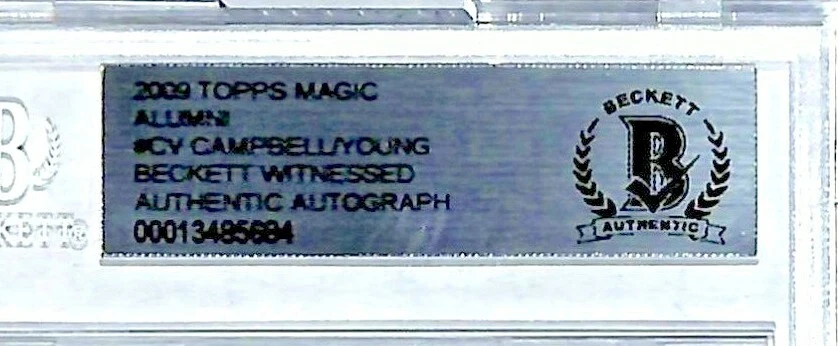 2009 TOPPS MAGIC
ALUMNI
#CY CAMPBELL/YOUNG
BECKETT WITNESSED
AUTHENTIC AUTOGRAPH
00013485684
BECKETT
B
AUTHENTIC